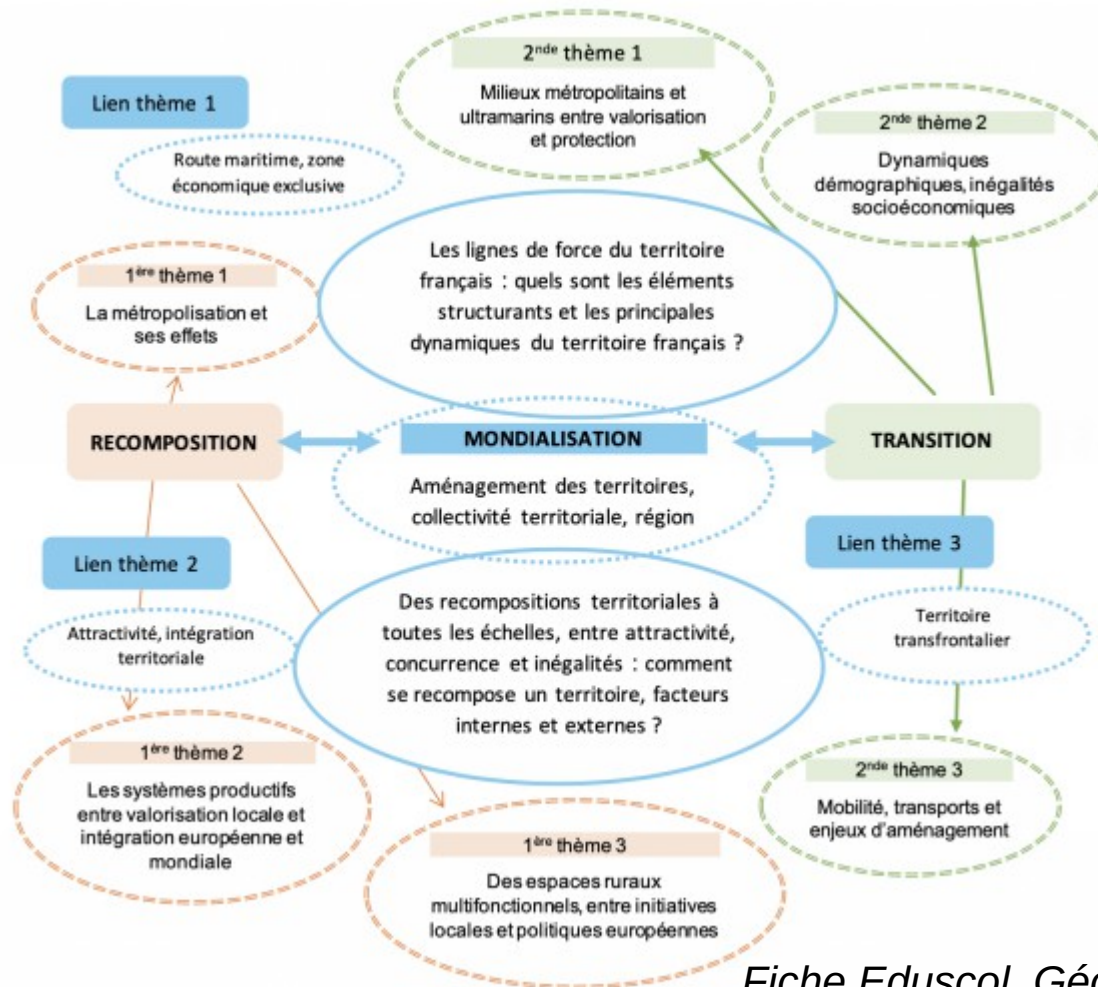 2nde thème 1
Milieux métropolitains et
ultramarins entre valorisation
et protection
Lien thème 1
2nde thème 2
Dynamiques
démographiques, inégalités
socioéconomiques
Route maritime, zone
économique exclusive
Les lignes de force du territoire
français : quels sont les éléments
structurants et les principales
dynamiques du territoire français ?
1ère thème 1
La métropolisation et
ses effets
RECOMPOSITION
MONDIALISATION
TRANSITION
Aménagement des territoires,
collectivité territoriale, région
Lien thème 2
Lien thème 3
Attractivité, intégration
territoriale
Des recompositions territoriales à
toutes les échelles, entre attractivité,
concurrence et inégalités : comment
se recompose un territoire, facteurs
internes et externes ?
Territoire
transfrontalier
1ère thème 2
Les systèmes productifs
entre valorisation locale et
intégration européenne et
mondiale
2nde thème 3
Mobilité, transports et
enjeux d’aménagement
1ère thème 3
Des espaces ruraux
multifonctionnels, entre initiatives
locales et politiques européennes
Fiche Eduscol, Géo